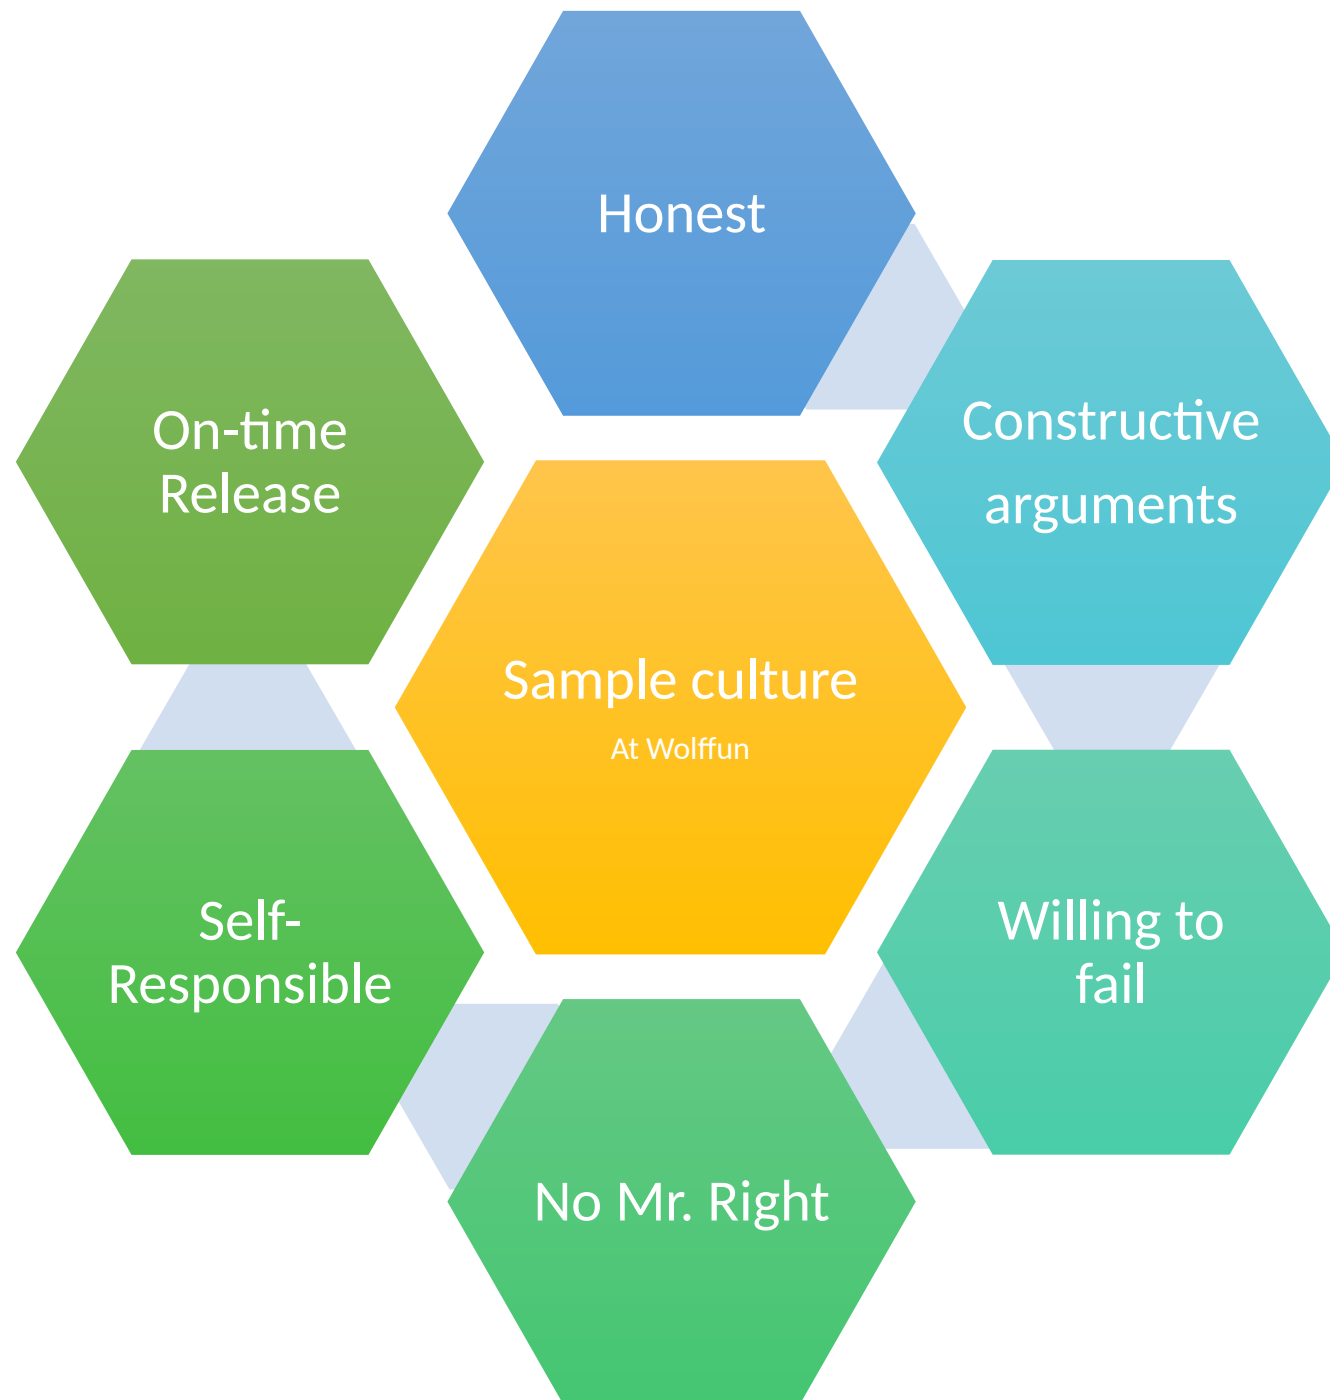 Honest
Constructive
arguments
Willing to
fail
No Mr. Right
Self-
Responsible
On-time
Release
Sample culture
At Wolffun